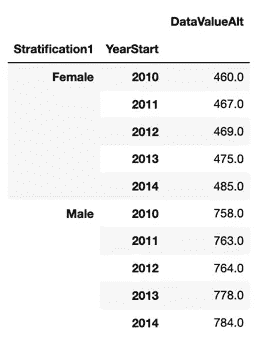 DataValueAlt
Stratification1 YearStart
Female 2010 460.0
2011 467.0
2012 469.0
2013 475.0
2014 485.0
Male 2010 758.0
2011 763.0
2012 764.0
2013 778.0
2014 784.0